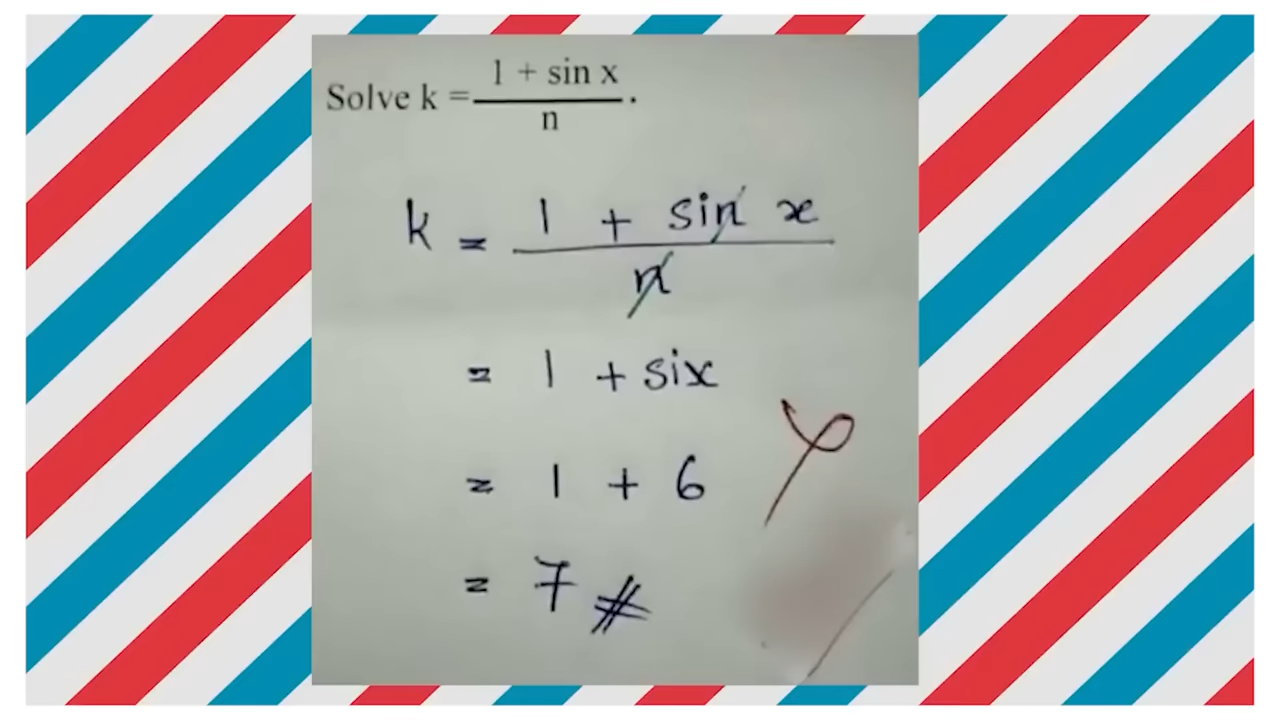 Solve k = 1 + sin x / n .
k = 1 + sin x / n
= 1 + six
= 1 + 6
= 7 #